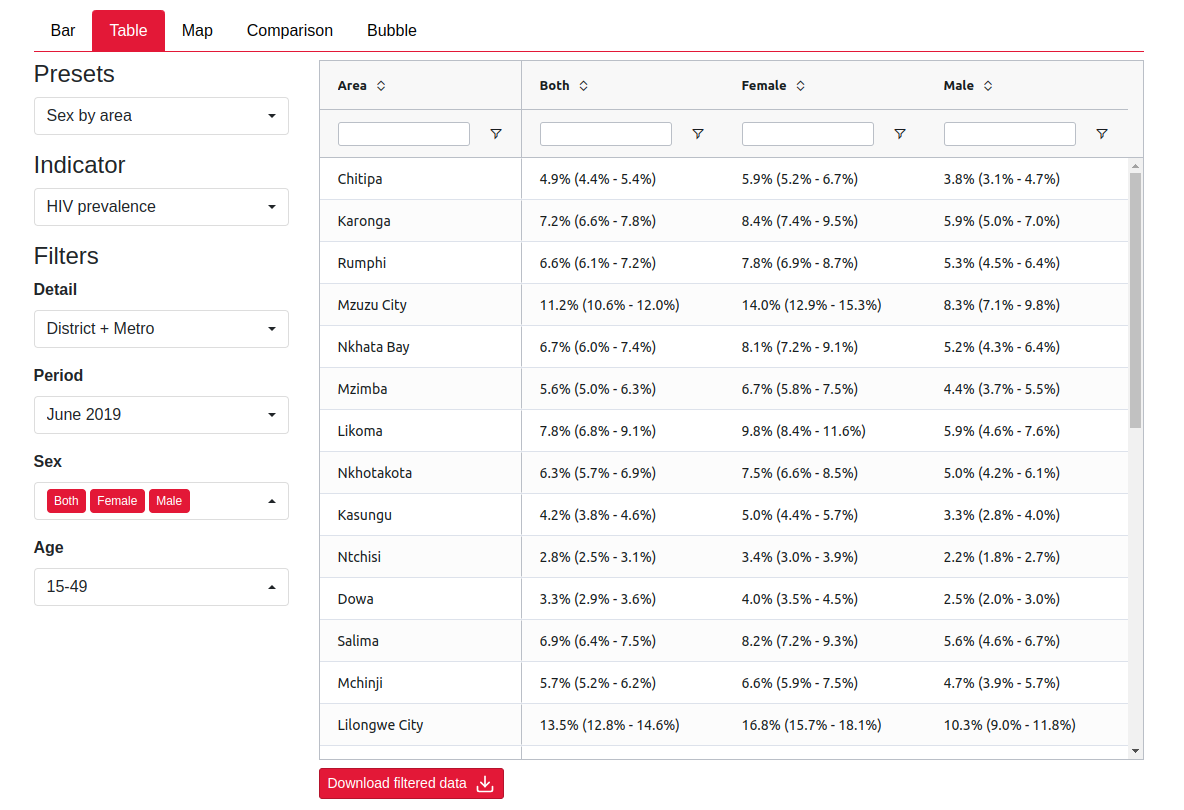 Bar Table Map Comparison Bubble
Presets
Sex by area
Indicator
HIV prevalence
Filters
Detail
District + Metro
Period
June 2019
Sex
Both Female Male
Age
15-49
Area Both Female Male
Chitipa 4.9% (4.4% - 5.4%) 5.9% (5.2% - 6.7%) 3.8% (3.1% - 4.7%)
Karonga 7.2% (6.6% - 7.8%) 8.4% (7.4% - 9.5%) 5.9% (5.0% - 7.0%)
Rumphi 6.6% (6.1% - 7.2%) 7.8% (6.9% - 8.7%) 5.3% (4.5% - 6.4%)
Mzuzu City 11.2% (10.6% - 12.0%) 14.0% (12.9% - 15.3%) 8.3% (7.1% - 9.8%)
Nkhata Bay 6.7% (6.0% - 7.4%) 8.1% (7.2% - 9.1%) 5.2% (4.3% - 6.4%)
Mzimba 5.6% (5.0% - 6.3%) 6.7% (5.8% - 7.5%) 4.4% (3.7% - 5.5%)
Likoma 7.8% (6.8% - 9.1%) 9.8% (8.4% - 11.6%) 5.9% (4.6% - 7.6%)
Nkhotakota 6.3% (5.7% - 6.9%) 7.5% (6.6% - 8.5%) 5.0% (4.2% - 6.1%)
Kasungu 4.2% (3.8% - 4.6%) 5.0% (4.4% - 5.7%) 3.3% (2.8% - 4.0%)
Ntchisi 2.8% (2.5% - 3.1%) 3.4% (3.0% - 3.9%) 2.2% (1.8% - 2.7%)
Dowa 3.3% (2.9% - 3.6%) 4.0% (3.5% - 4.5%) 2.5% (2.0% - 3.0%)
Salima 6.9% (6.4% - 7.5%) 8.2% (7.2% - 9.3%) 5.6% (4.6% - 6.7%)
Mchinji 5.7% (5.2% - 6.2%) 6.6% (5.9% - 7.5%) 4.7% (3.9% - 5.7%)
Lilongwe City 13.5% (12.8% - 14.6%) 16.8% (15.7% - 18.1%) 10.3% (9.0% - 11.8%)
Download filtered data